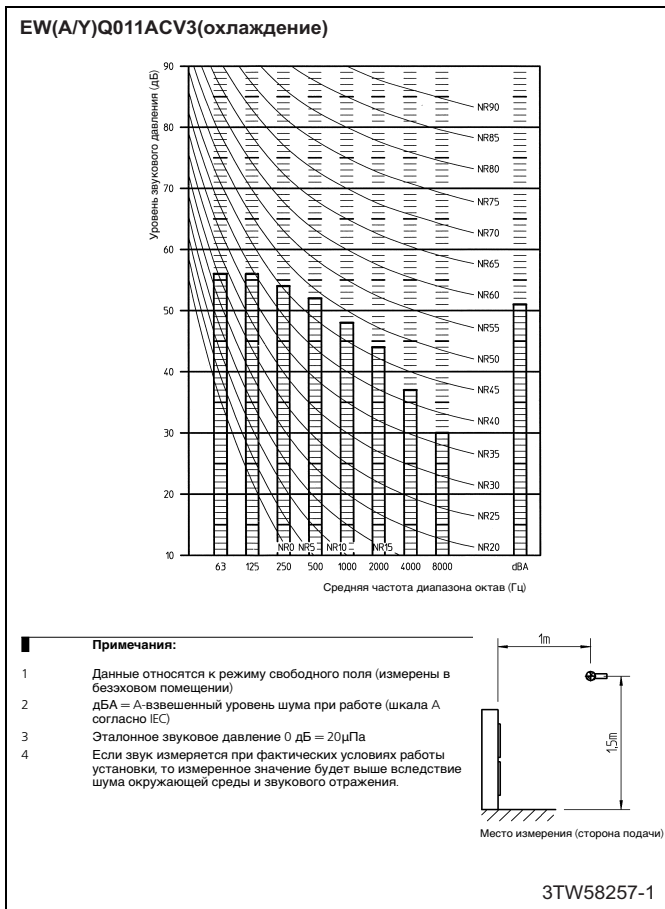 EW(A/Y)Q011ACV3(охлаждение)
Уровень звукового давления (дБ)
90
80
70
60
50
40
30
20
10
NR90
NR85
NR80
NR75
NR70
NR65
NR60
NR55
NR50
NR45
NR40
NR35
NR30
NR25
NR20
NR0 NR5 NR10 NR15
63 125 250 500 1000 2000 4000 8000 dBA
Средняя частота диапазона октав (Гц)
Примечания:
1 Данные относятся к режиму свободного поля (измерены в
безэховом помещении)
2 дБА = А-взвешенный уровень шума при работе (шкала А
согласно IEC)
3 Эталонное звуковое давление 0 дБ = 20µПа
4 Если звук измеряется при фактических условиях работы
установки, то измеренное значение будет выше вследствие
шума окружающей среды и звукового отражения.
1m
1,5m
Место измерения (сторона подачи)
3TW58257-1